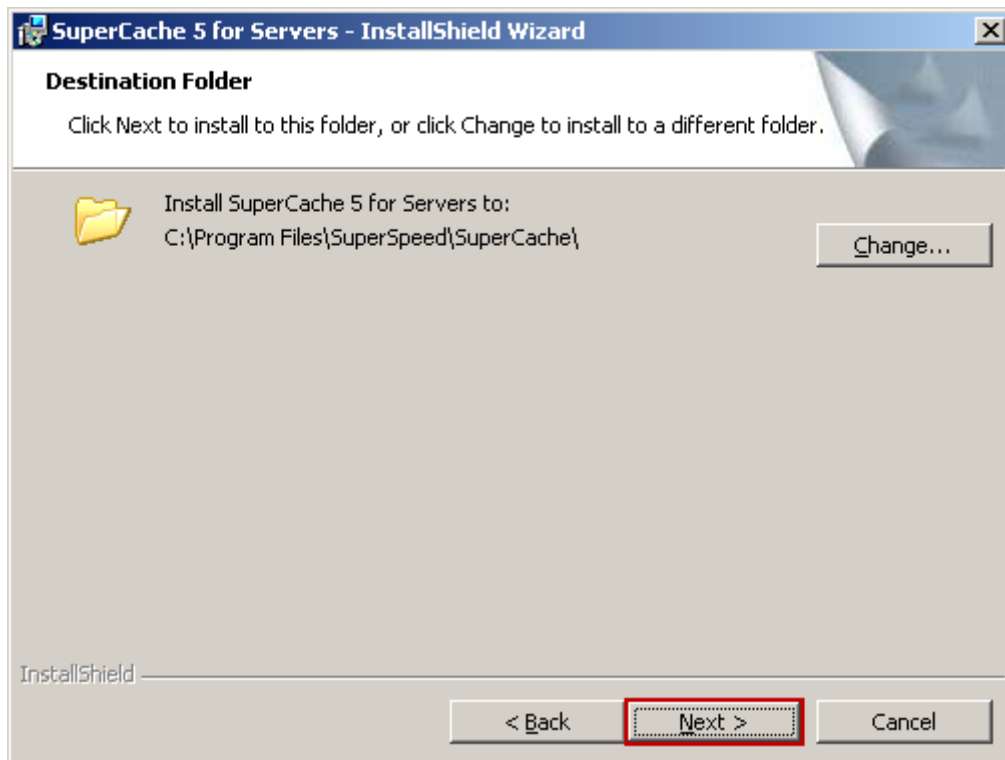 SuperCache 5 for Servers - InstallShield Wizard
Destination Folder
Click Next to install to this folder, or click Change to install to a different folder.
Install SuperCache 5 for Servers to:
C:\Program Files\SuperSpeed\SuperCache\
Change...
InstallShield
< Back
Next >
Cancel